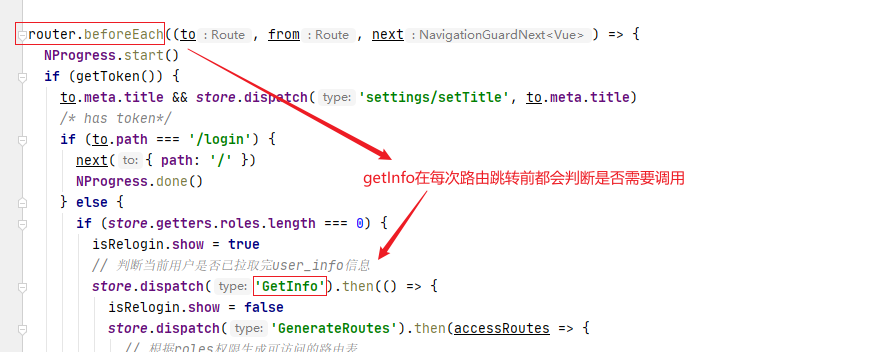 router.beforeEach((to : Route , from : Route , next : NavigationGuardNext<Vue> ) => {
NProgress.start()
if (getToken()) {
to.meta.title && store.dispatch( type: 'settings/setTitle', to.meta.title)
/* has token*/
if (to.path === '/login') {
next( to: { path: '/' })
NProgress.done()
getInfo在每次路由跳转前都会判断是否需要调用
} else {
if (store.getters.roles.length === 0) {
isRelogin.show = true
// 判断当前用户是否已拉取完user_info信息
store.dispatch( type: 'GetInfo').then(() => {
isRelogin.show = false
store.dispatch( type: 'GenerateRoutes').then(accessRoutes => {
// 根据roles权限生成可访问的路由表